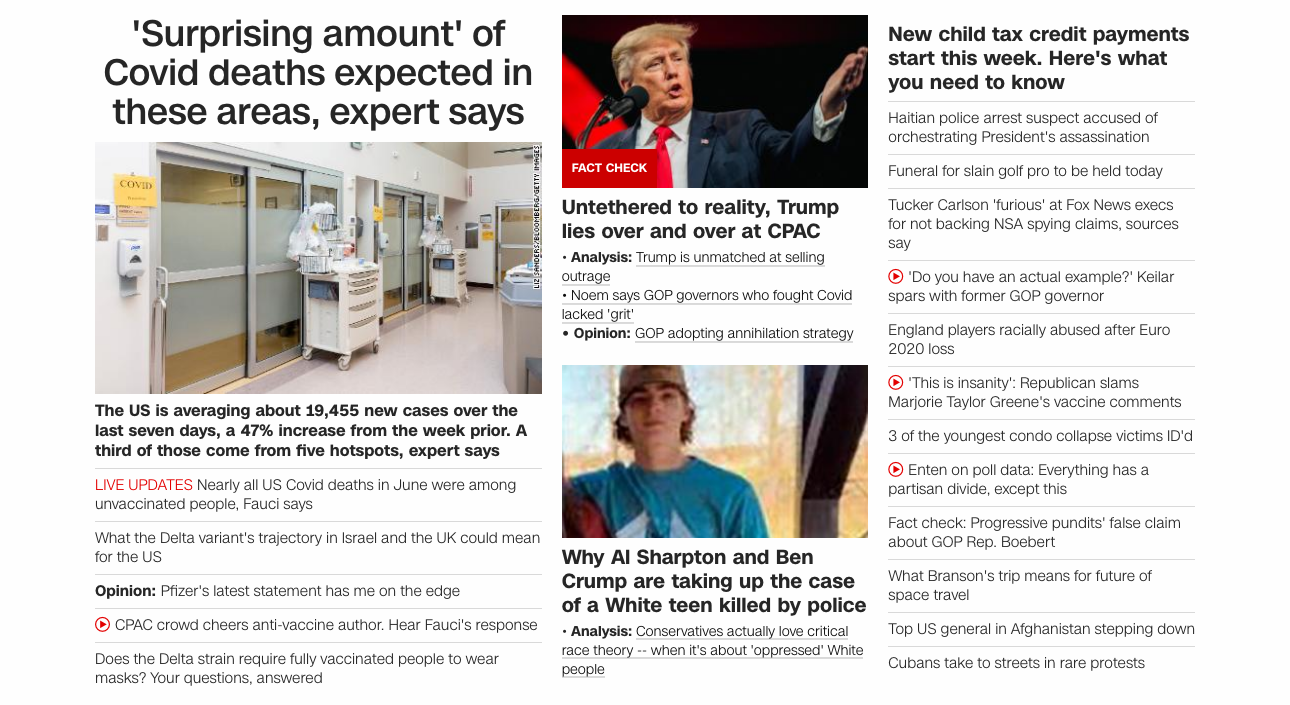 'Surprising amount' of
Covid deaths expected in
these areas, expert says
COVID
LIZ SANDERS/BLOOMBERG/GETTY IMAGES
The US is averaging about 19,455 new cases over the
last seven days, a 47% increase from the week prior. A
third of those come from five hotspots, expert says
LIVE UPDATES Nearly all US Covid deaths in June were among
unvaccinated people, Fauci says
What the Delta variant's trajectory in Israel and the UK could mean
for the US
Opinion: Pfizer's latest statement has me on the edge
CPAC crowd cheers anti-vaccine author. Hear Fauci's response
Does the Delta strain require fully vaccinated people to wear
masks? Your questions, answered
FACT CHECK
Untethered to reality, Trump
lies over and over at CPAC
• Analysis: Trump is unmatched at selling
outrage
• Noem says GOP governors who fought Covid
lacked 'grit'
• Opinion: GOP adopting annihilation strategy
Why Al Sharpton and Ben
Crump are taking up the case
of a White teen killed by police
• Analysis: Conservatives actually love critical
race theory -- when it's about 'oppressed' White
people
New child tax credit payments
start this week. Here's what
you need to know
Haitian police arrest suspect accused of
orchestrating President's assassination
Funeral for slain golf pro to be held today
Tucker Carlson 'furious' at Fox News execs
for not backing NSA spying claims, sources
say
'Do you have an actual example?' Keilar
spars with former GOP governor
England players racially abused after Euro
2020 loss
'This is insanity': Republican slams
Marjorie Taylor Greene's vaccine comments
3 of the youngest condo collapse victims ID'd
Enten on poll data: Everything has a
partisan divide, except this
Fact check: Progressive pundits' false claim
about GOP Rep. Boebert
What Branson's trip means for future of
space travel
Top US general in Afghanistan stepping down
Cubans take to streets in rare protests